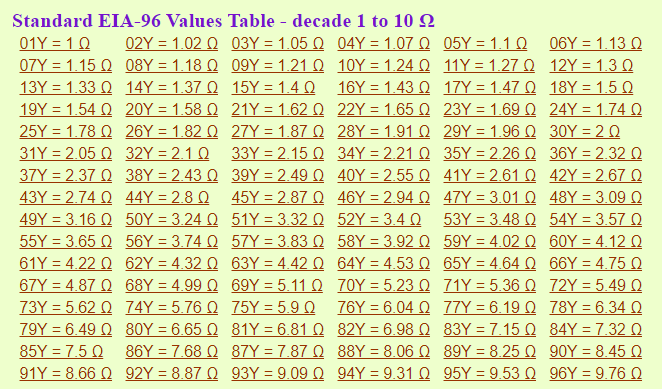 Standard EIA-96 Values Table - decade 1 to 10 Ω
01Y = 1 Ω 02Y = 1.02 Ω 03Y = 1.05 Ω 04Y = 1.07 Ω 05Y = 1.1 Ω 06Y = 1.13 Ω
07Y = 1.15 Ω 08Y = 1.18 Ω 09Y = 1.21 Ω 10Y = 1.24 Ω 11Y = 1.27 Ω 12Y = 1.3 Ω
13Y = 1.33 Ω 14Y = 1.37 Ω 15Y = 1.4 Ω 16Y = 1.43 Ω 17Y = 1.47 Ω 18Y = 1.5 Ω
19Y = 1.54 Ω 20Y = 1.58 Ω 21Y = 1.62 Ω 22Y = 1.65 Ω 23Y = 1.69 Ω 24Y = 1.74 Ω
25Y = 1.78 Ω 26Y = 1.82 Ω 27Y = 1.87 Ω 28Y = 1.91 Ω 29Y = 1.96 Ω 30Y = 2 Ω
31Y = 2.05 Ω 32Y = 2.1 Ω 33Y = 2.15 Ω 34Y = 2.21 Ω 35Y = 2.26 Ω 36Y = 2.32 Ω
37Y = 2.37 Ω 38Y = 2.43 Ω 39Y = 2.49 Ω 40Y = 2.55 Ω 41Y = 2.61 Ω 42Y = 2.67 Ω
43Y = 2.74 Ω 44Y = 2.8 Ω 45Y = 2.87 Ω 46Y = 2.94 Ω 47Y = 3.01 Ω 48Y = 3.09 Ω
49Y = 3.16 Ω 50Y = 3.24 Ω 51Y = 3.32 Ω 52Y = 3.4 Ω 53Y = 3.48 Ω 54Y = 3.57 Ω
55Y = 3.65 Ω 56Y = 3.74 Ω 57Y = 3.83 Ω 58Y = 3.92 Ω 59Y = 4.02 Ω 60Y = 4.12 Ω
61Y = 4.22 Ω 62Y = 4.32 Ω 63Y = 4.42 Ω 64Y = 4.53 Ω 65Y = 4.64 Ω 66Y = 4.75 Ω
67Y = 4.87 Ω 68Y = 4.99 Ω 69Y = 5.11 Ω 70Y = 5.23 Ω 71Y = 5.36 Ω 72Y = 5.49 Ω
73Y = 5.62 Ω 74Y = 5.76 Ω 75Y = 5.9 Ω 76Y = 6.04 Ω 77Y = 6.19 Ω 78Y = 6.34 Ω
79Y = 6.49 Ω 80Y = 6.65 Ω 81Y = 6.81 Ω 82Y = 6.98 Ω 83Y = 7.15 Ω 84Y = 7.32 Ω
85Y = 7.5 Ω 86Y = 7.68 Ω 87Y = 7.87 Ω 88Y = 8.06 Ω 89Y = 8.25 Ω 90Y = 8.45 Ω
91Y = 8.66 Ω 92Y = 8.87 Ω 93Y = 9.09 Ω 94Y = 9.31 Ω 95Y = 9.53 Ω 96Y = 9.76 Ω